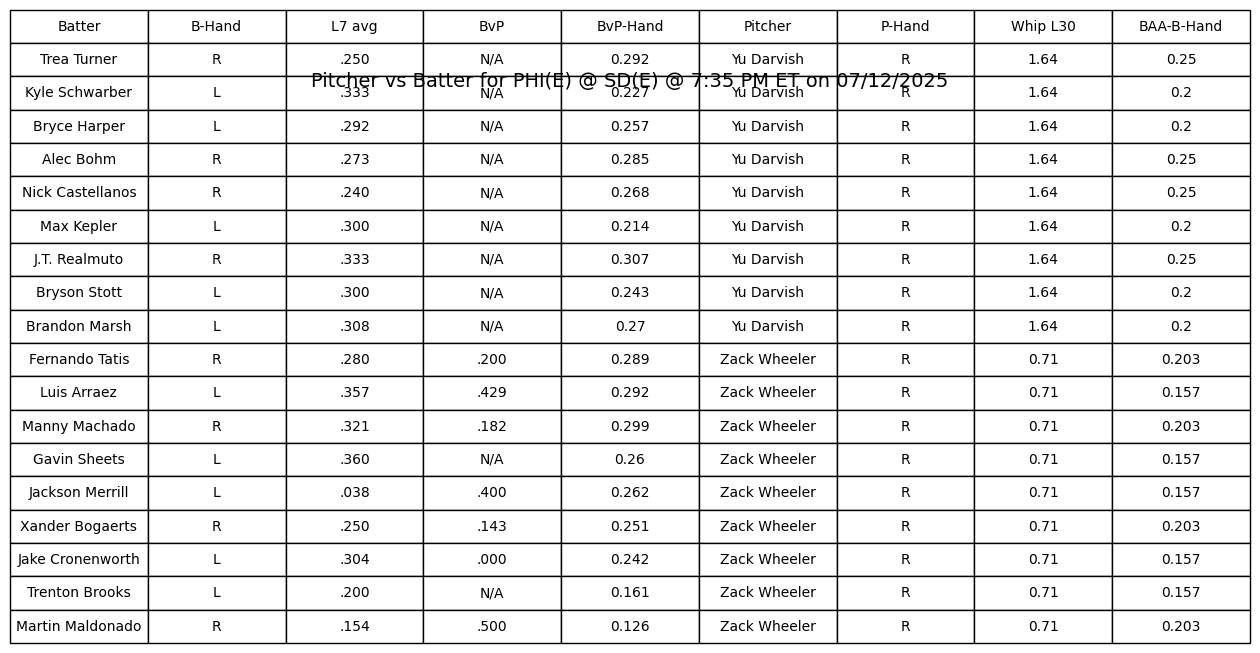 Batter B-Hand L7 avg BvP BvP-Hand Pitcher P-Hand Whip L30 BAA-B-Hand
Trea Turner R .250 N/A 0.292 Yu Darvish R 1.64 0.25
Pitcher vs Batter for PHI(E) @ SD(E) @ 7:35 PM ET on 07/12/2025
Kyle Schwarber L .333 N/A 0.227 Yu Darvish R 1.64 0.2
Bryce Harper L .292 N/A 0.257 Yu Darvish R 1.64 0.2
Alec Bohm R .273 N/A 0.285 Yu Darvish R 1.64 0.25
Nick Castellanos R .240 N/A 0.268 Yu Darvish R 1.64 0.25
Max Kepler L .300 N/A 0.214 Yu Darvish R 1.64 0.2
J.T. Realmuto R .333 N/A 0.307 Yu Darvish R 1.64 0.25
Bryson Stott L .300 N/A 0.243 Yu Darvish R 1.64 0.2
Brandon Marsh L .308 N/A 0.27 Yu Darvish R 1.64 0.2
Fernando Tatis R .280 .200 0.289 Zack Wheeler R 0.71 0.203
Luis Arraez L .357 .429 0.292 Zack Wheeler R 0.71 0.157
Manny Machado R .321 .182 0.299 Zack Wheeler R 0.71 0.203
Gavin Sheets L .360 N/A 0.26 Zack Wheeler R 0.71 0.157
Jackson Merrill L .038 .400 0.262 Zack Wheeler R 0.71 0.157
Xander Bogaerts R .250 .143 0.251 Zack Wheeler R 0.71 0.203
Jake Cronenworth L .304 .000 0.242 Zack Wheeler R 0.71 0.157
Trenton Brooks L .200 N/A 0.161 Zack Wheeler R 0.71 0.157
Martin Maldonado R .154 .500 0.126 Zack Wheeler R 0.71 0.203